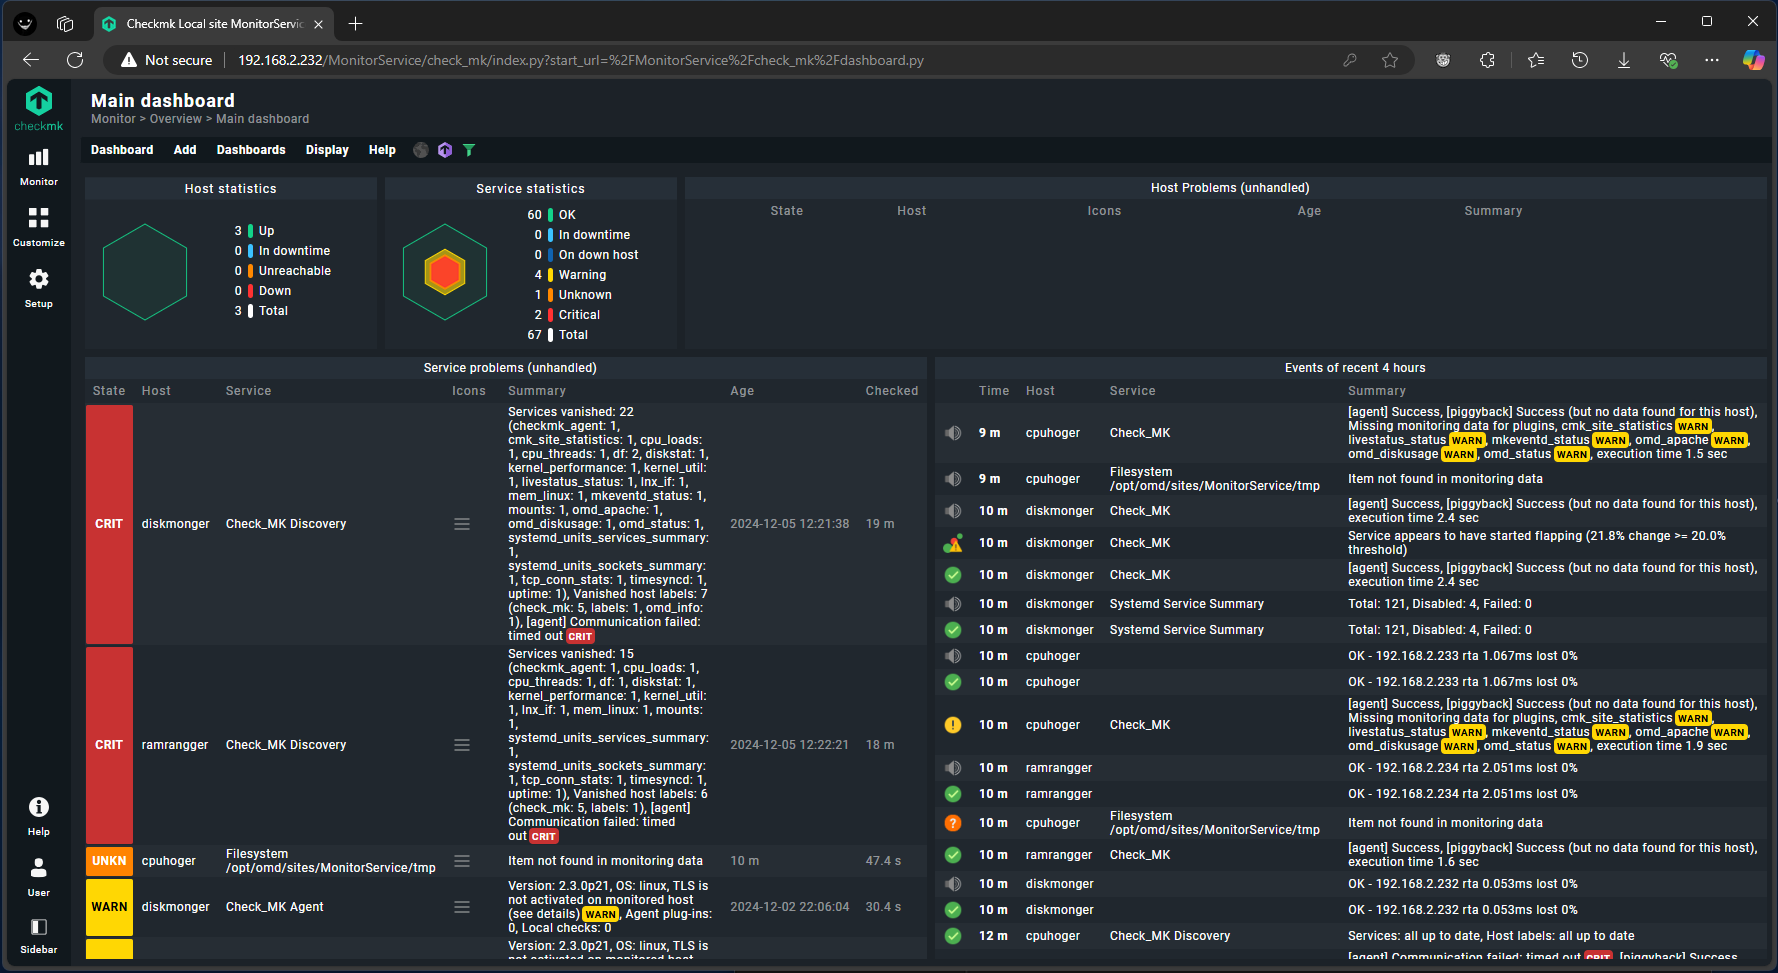 Checkmk Local site MonitorServic
Not secure
192.168.2.232/MonitorService/check_mk/index.py?start_url=%2FMonitorService%2Fcheck_mk%2Fdashboard.py
checkmk
Monitor
Customize
Setup
Help
User
Sidebar
Main dashboard
Monitor > Overview > Main dashboard
Dashboard Add Dashboards Display Help
Host statistics
3 Up
0 In downtime
0 Unreachable
0 Down
3 Total
Service statistics
60 OK
0 In downtime
0 On down host
4 Warning
1 Unknown
2 Critical
67 Total
Host Problems (unhandled)
State Host Icons Age Summary
Service problems (unhandled)
State Host Service Icons Summary Age Checked
CRIT diskmonger Check_MK Discovery
Services vanished: 22
(checkmk_agent: 1,
cmk_site_statistics: 1, cpu_loads:
1, cpu_threads: 1, df: 2, diskstat: 1,
kernel_performance: 1, kernel_util:
1, livestatus_status: 1, lnx_if: 1,
mem_linux: 1, mkeventd_status: 1,
mounts: 1, omd_apache: 1,
omd_diskusage: 1, omd_status: 1,
systemd_units_services_summary:
1,
systemd_units_sockets_summary:
1, tcp_conn_stats: 1, timesyncd: 1,
uptime: 1), Vanished host labels: 7
(check_mk: 5, labels: 1, omd_info:
1), [agent] Communication failed:
timed out CRIT
2024-12-05 12:21:38 19 m
CRIT ramrangger Check_MK Discovery
Services vanished: 15
(checkmk_agent: 1, cpu_loads: 1,
cpu_threads: 1, df: 1, diskstat: 1,
kernel_performance: 1, kernel_util:
1, lnx_if: 1, mem_linux: 1, mounts:
1,
systemd_units_services_summary:
1,
systemd_units_sockets_summary:
1, tcp_conn_stats: 1, timesyncd: 1,
uptime: 1), Vanished host labels: 6
(check_mk: 5, labels: 1), [agent]
Communication failed: timed
out CRIT
2024-12-05 12:22:21 18 m
UNKN cpuhoger Filesystem
/opt/omd/sites/MonitorService/tmp
Item not found in monitoring data 10 m 47.4 s
WARN diskmonger Check_MK Agent
Version: 2.3.0p21, OS: linux, TLS is
not activated on monitored host
(see details) WARN, Agent plug-ins:
0, Local checks: 0
2024-12-02 22:06:04 30.4 s
Version: 2.3.0p21, OS: linux, TLS is
not activated on monitored host
Events of recent 4 hours
Time Host Service Summary
9 m cpuhoger Check_MK
[agent] Success, [piggyback] Success (but no data found for this host),
Missing monitoring data for plugins, cmk_site_statistics WARN,
livestatus_status WARN, mkeventd_status WARN, omd_apache WARN,
omd_diskusage WARN, omd_status WARN, execution time 1.5 sec
9 m cpuhoger Filesystem
/opt/omd/sites/MonitorService/tmp
Item not found in monitoring data
10 m diskmonger Check_MK
[agent] Success, [piggyback] Success (but no data found for this host),
execution time 2.4 sec
10 m diskmonger Check_MK
Service appears to have started flapping (21.8% change >= 20.0%
threshold)
10 m diskmonger Check_MK
[agent] Success, [piggyback] Success (but no data found for this host),
execution time 2.4 sec
10 m diskmonger Systemd Service Summary Total: 121, Disabled: 4, Failed: 0
10 m diskmonger Systemd Service Summary Total: 121, Disabled: 4, Failed: 0
10 m cpuhoger OK - 192.168.2.233 rta 1.067ms lost 0%
10 m cpuhoger OK - 192.168.2.233 rta 1.067ms lost 0%
10 m cpuhoger Check_MK
[agent] Success, [piggyback] Success (but no data found for this host),
Missing monitoring data for plugins, cmk_site_statistics WARN,
livestatus_status WARN, mkeventd_status WARN, omd_apache WARN,
omd_diskusage WARN, omd_status WARN, execution time 1.9 sec
10 m ramrangger OK - 192.168.2.234 rta 2.051ms lost 0%
10 m ramrangger OK - 192.168.2.234 rta 2.051ms lost 0%
10 m cpuhoger Filesystem
/opt/omd/sites/MonitorService/tmp
Item not found in monitoring data
10 m ramrangger Check_MK
[agent] Success, [piggyback] Success (but no data found for this host),
execution time 1.6 sec
10 m diskmonger OK - 192.168.2.232 rta 0.053ms lost 0%
10 m diskmonger OK - 192.168.2.232 rta 0.053ms lost 0%
12 m cpuhoger Check_MK Discovery Services: all up to date, Host labels: all up to date
[agent] Communication failed: timed out CRIT, [piggyback] Success